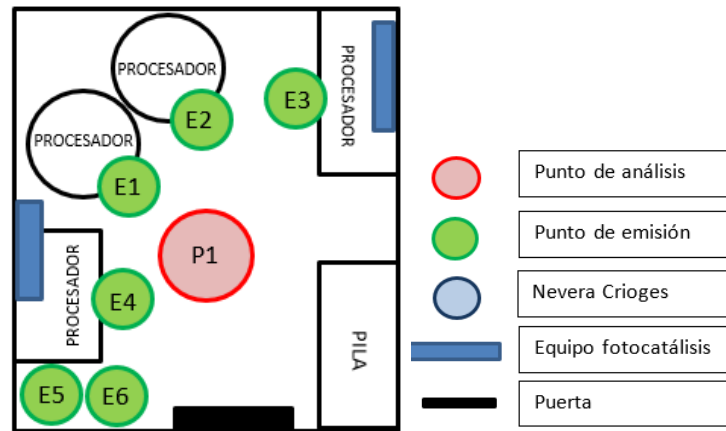 PROCESADOR
E2
E3
PROCESADOR
PROCESADOR
E1
P1
PROCESADOR
E4
PILA
E5
E6
Punto de análisis
Punto de emisión
Nevera Crioges
Equipo fotocatálisis
Puerta